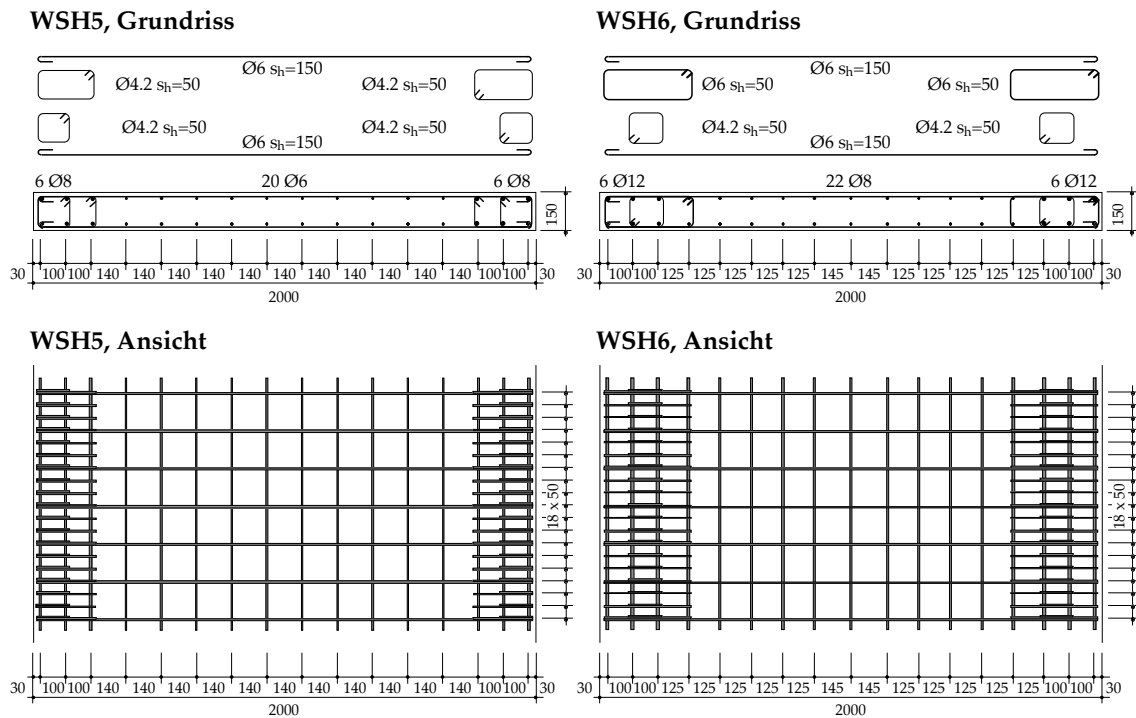 WSH5, Grundriss
WSH6, Grundriss
Ø6 sh=150
Ø4.2 sh=50 Ø4.2 sh=50
Ø4.2 sh=50 Ø4.2 sh=50
Ø6 sh=150
6 Ø8 20 Ø6 6 Ø8
150
30 100 100 140 140 140 140 140 140 140 140 140 140 140 100 100 30
2000
Ø6 sh=150
Ø6 sh=50 Ø6 sh=50
Ø4.2 sh=50 Ø4.2 sh=50
Ø6 sh=150
6 Ø12 22 Ø8 6 Ø12
150
30 100 100 125 125 125 125 125 145 145 125 125 125 125 125 100 100 30
2000
WSH5, Ansicht
WSH6, Ansicht
18 x 50
30 100 100 140 140 140 140 140 140 140 140 140 140 140 100 100 30
2000
18 x 50
30 100 100 125 125 125 125 125 145 145 125 125 125 125 125 100 100 30
2000